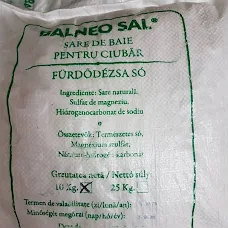 BALNEO SAL®
SARE DE BAIE
PENTRU CIUBĂR
FÜRDŐDÉZSA SÓ
Ingrediente: Sare naturală,
Sulfat de magneziu,
Hidrogenocarbonat de sodiu
Összetevők: Természetes só,
Magnézium szulfát,
Nátrium-hidrogén karbonát
Greutatea netă / Nettó súly
10 Kg. 25 Kg.
Termen de valabilitate (zi/lună/an):
Minőségét megőrzi (nap/hó/év):